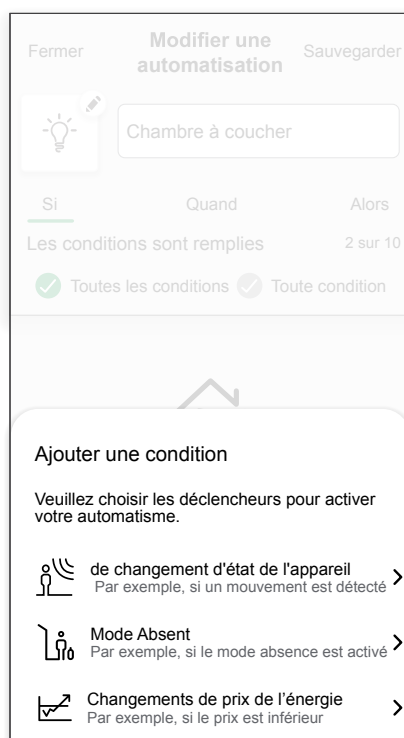 Fermer
Modifier une
automatisation
Sauvegarder
Chambre à coucher
Si
Quand
Alors
Les conditions sont remplies
2 sur 10
Toutes les conditions
Toute condition
Ajouter une condition
Veuillez choisir les déclencheurs pour activer
votre automatisme.
de changement d'état de l'appareil
Par exemple, si un mouvement est détecté
Mode Absent
Par exemple, si le mode absence est activé
Changements de prix de l’énergie
Par exemple, si le prix est inférieur